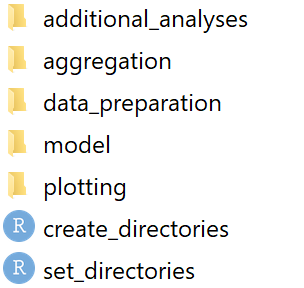 additional_analyses
aggregation
data_preparation
model
plotting
R create_directories
R set_directories